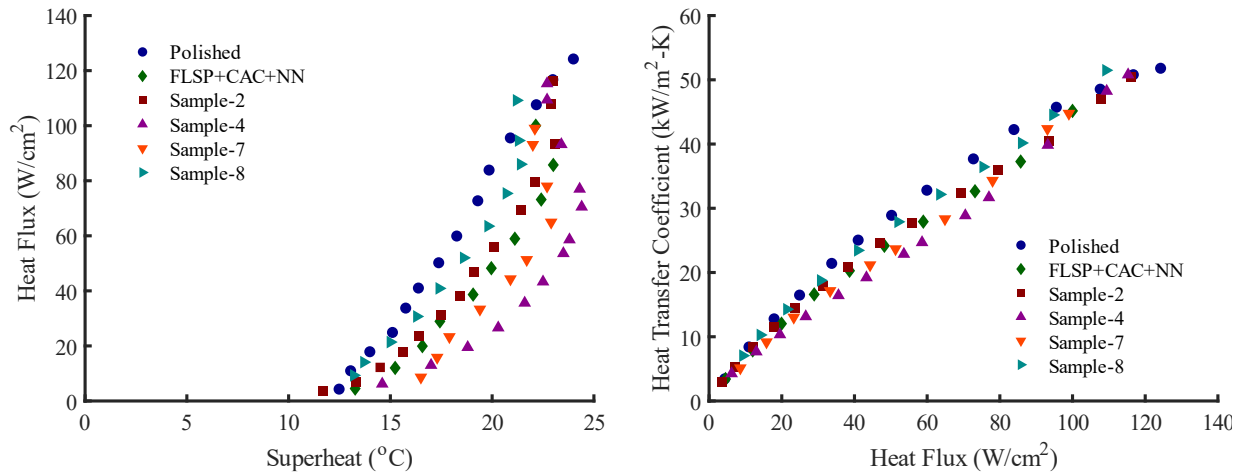 140
120
100
80
60
40
20
0
0
10
15
20
25
Heat Flux (W/cm²)
Superheat (°C)
Polished
FLSP+CAC+NN
Sample-2
Sample-4
Sample-7
Sample-8
60
50
40
30
20
10
0
0
20
40
60
80
100
120
140
Heat Transfer Coefficient (kW/m² -K)
Heat Flux (W/cm²)
Polished
FLSP+CAC+NN
Sample-2
Sample-4
Sample-7
Sample-8